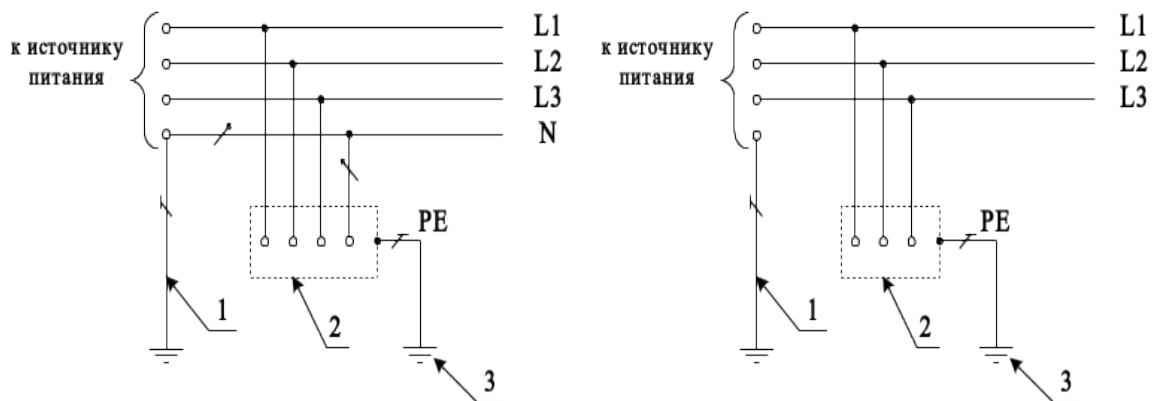 к источнику
питания
L1
L2
L3
N
PE
1
2
3
к источнику
питания
L1
L2
L3
PE
1
2
3